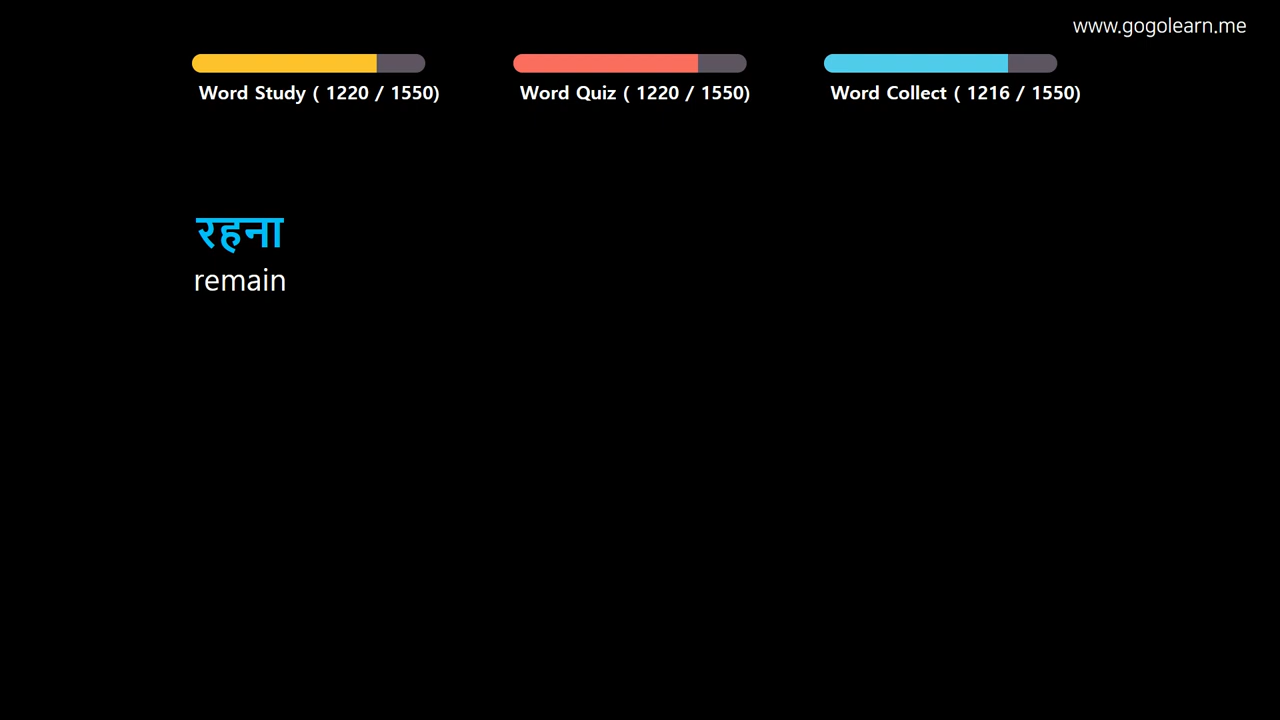 www.gogolearn.me
Word Study ( 1220 / 1550)
Word Quiz ( 1220 / 1550)
Word Collect ( 1216 / 1550)
रहना
remain